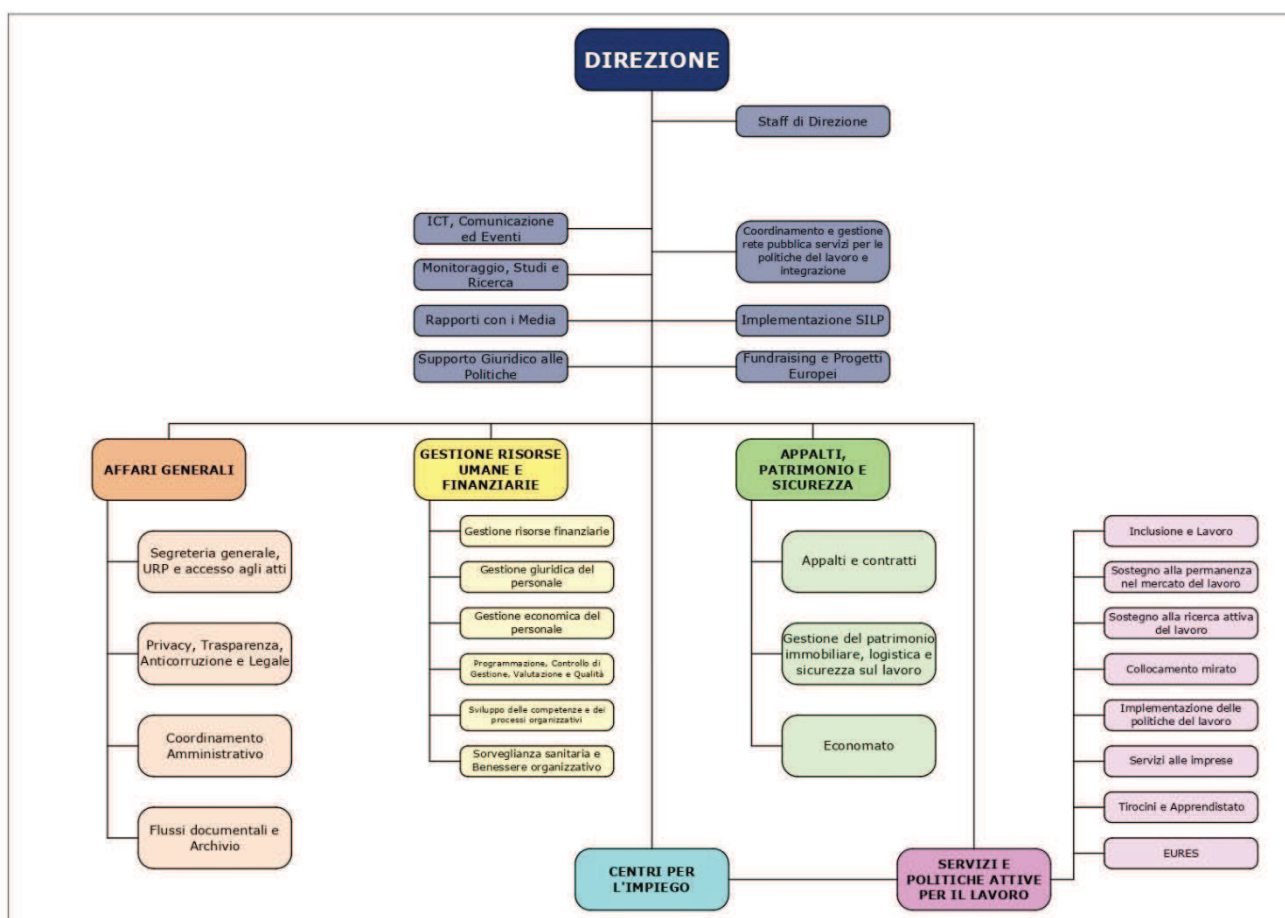 DIREZIONE
Staff di Direzione
ICT, Comunicazione
ed Eventi
Coordinamento e gestione
rete pubblica servizi per le
politiche del lavoro e
integrazione
Monitoraggio, Studi e
Ricerca
Rapporti con i Media
Implementazione SILP
Supporto Giuridico alle
Politiche
Fundraising e Progetti
Europei
AFFARI GENERALI
Segreteria generale,
URP e accesso agli atti
Privacy, Trasparenza,
Anticorruzione e Legale
Coordinamento
Amministrativo
Flussi documentali e
Archivio
GESTIONE RISORSE
UMANE E
FINANZIARIE
Gestione risorse finanziarie
Gestione giuridica del
personale
Gestione economica del
personale
Programmazione, Controllo di
Gestione, Valutazione e Qualità
Sviluppo delle competenze e dei
processi organizzativi
Sorveglianza sanitaria e
Benessere organizzativo
APPALTI,
PATRIMONIO E
SICUREZZA
Appalti e contratti
Gestione del patrimonio
immobiliare, logistica e
sicurezza sul lavoro
Economato
Inclusione e Lavoro
Sostegno alla permanenza
nel mercato del lavoro
Sostegno alla ricerca attiva
del lavoro
Collocamento mirato
Implementazione delle
politiche del lavoro
Servizi alle imprese
Tirocini e Apprendistato
EURES
CENTRI PER
L'IMPIEGO
SERVIZI E
POLITICHE ATTIVE
PER IL LAVORO